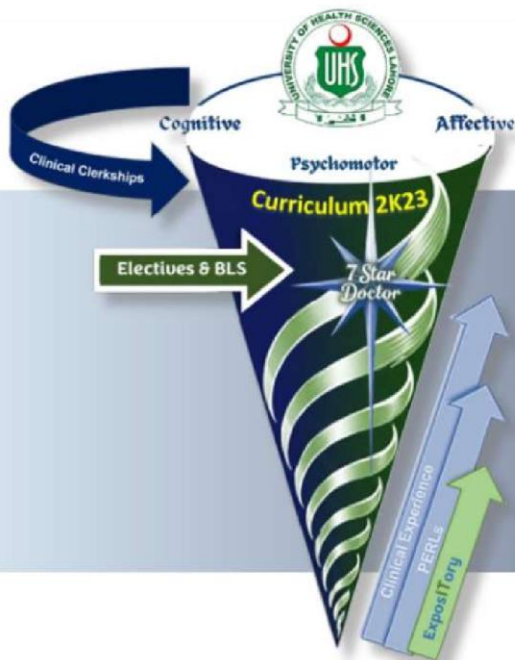 UNIVERSITY OF HEALTH SCIENCES LAHORE
UHS
Cognitive
Affective
Psychomotor
Clinical Clerkships
Curriculum 2K23
Electives & BLS
7 Star
Doctor
Clinical Experience
PERLs
ExposITory